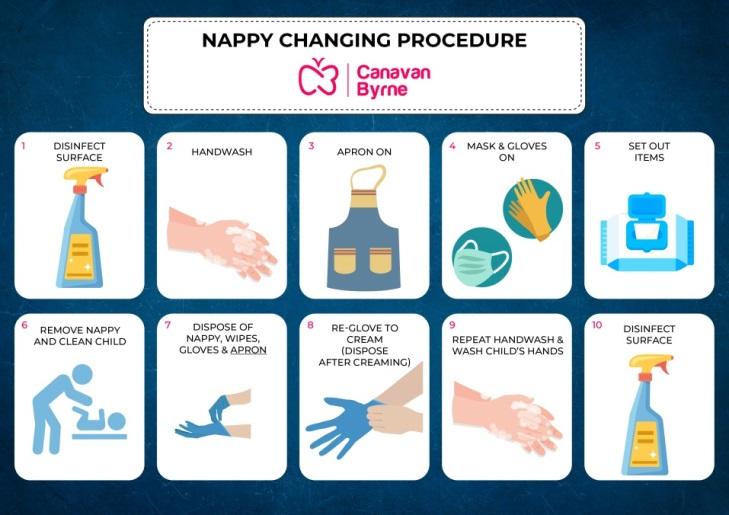 NAPPY CHANGING PROCEDURE
Canavan
Byrne
1
DISINFECT
SURFACE
2
HANDWASH
3
APRON ON
4
MASK & GLOVES
ON
5
SET OUT
ITEMS
6
REMOVE NAPPY
AND CLEAN CHILD
7
DISPOSE OF
NAPPY, WIPES,
GLOVES & APRON
8
RE-GLOVE TO
CREAM
(DISPOSE
AFTER CREAMING)
9
REPEAT HANDWASH &
WASH CHILD'S HANDS
10
DISINFECT
SURFACE